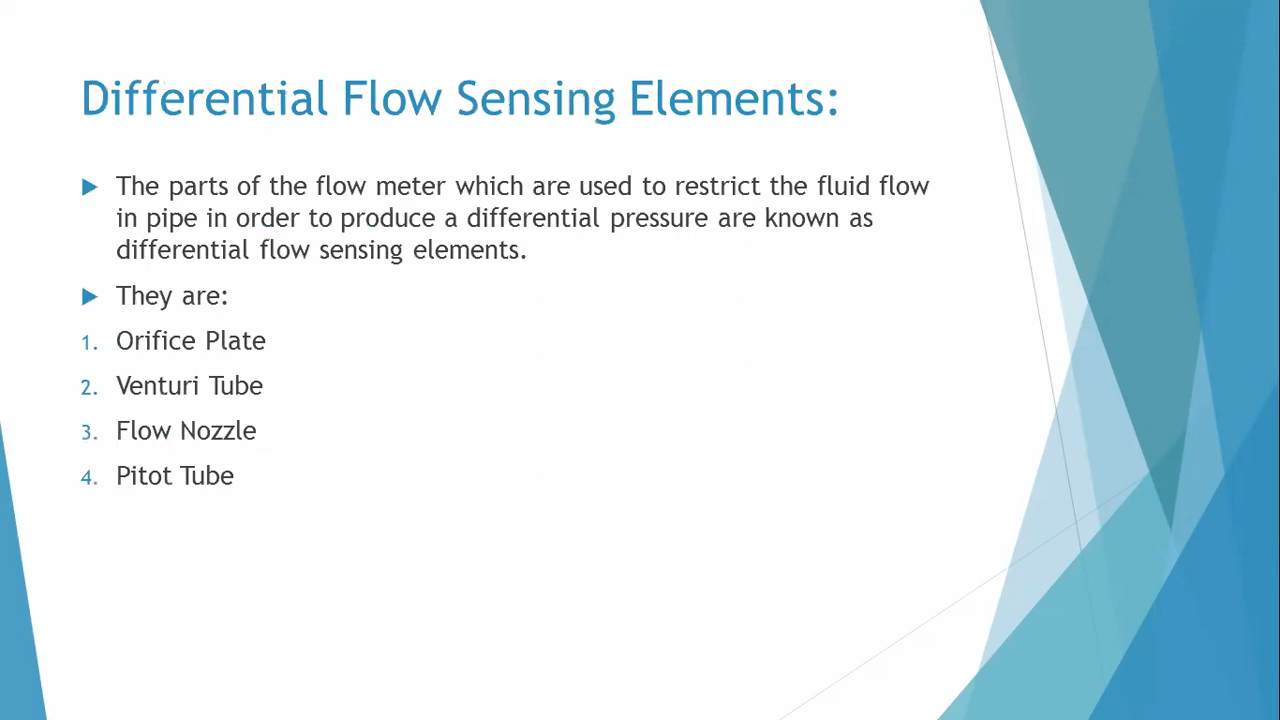 Differential Flow Sensing Elements:
The parts of the flow meter which are used to restrict the fluid flow
in pipe in order to produce a differential pressure are known as
differential flow sensing elements.
They are:
1. Orifice Plate
2. Venturi Tube
3. Flow Nozzle
4. Pitot Tube